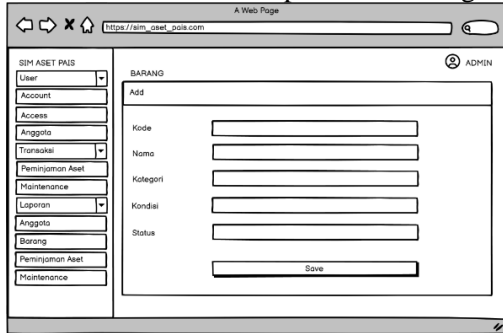 A Web Page
https://sim_aset_pais.com
SIM ASET PAIS
ADMIN
User
Account
Access
Anggota
Transaksi
Peminjaman Aset
Maintenance
Laporan
Anggota
Barang
Peminjaman Aset
Maintenance
BARANG
Add
Kode
Nama
Kategori
Kondisi
Status
Save